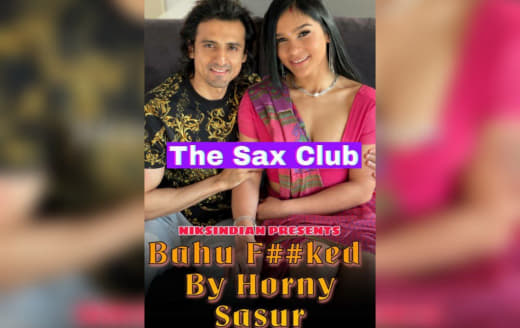 The Sax Club
NIKSINDIAN PRESENTS
Bahu F##ked
By Horny
Sasur